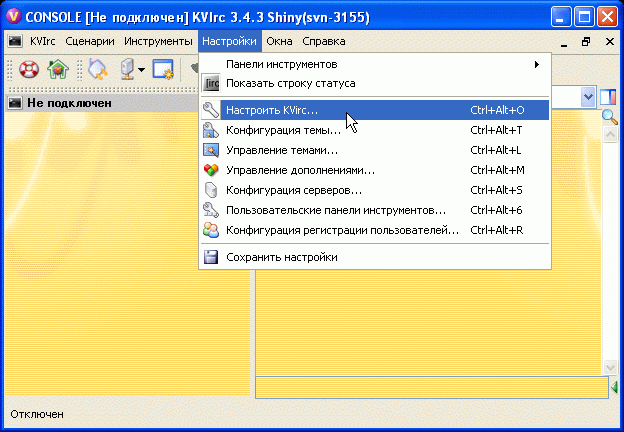 CONSOLE [Не подключен] KVIrc 3.4.3 Shiny(svn-3155)
KVIrc Сценарии Инструменты Настройки Окна Справка
Панели инструментов
Показать строку статуса
Не подключен
Настроить KVirc... Ctrl+Alt+O
Конфигурация темы... Ctrl+Alt+T
Управление темами... Ctrl+Alt+L
Управление дополнениями... Ctrl+Alt+M
Конфигурация серверов... Ctrl+Alt+S
Пользовательские панели инструментов... Ctrl+Alt+6
Конфигурация регистрации пользователей... Ctrl+Alt+R
Сохранить настройки
Отключен